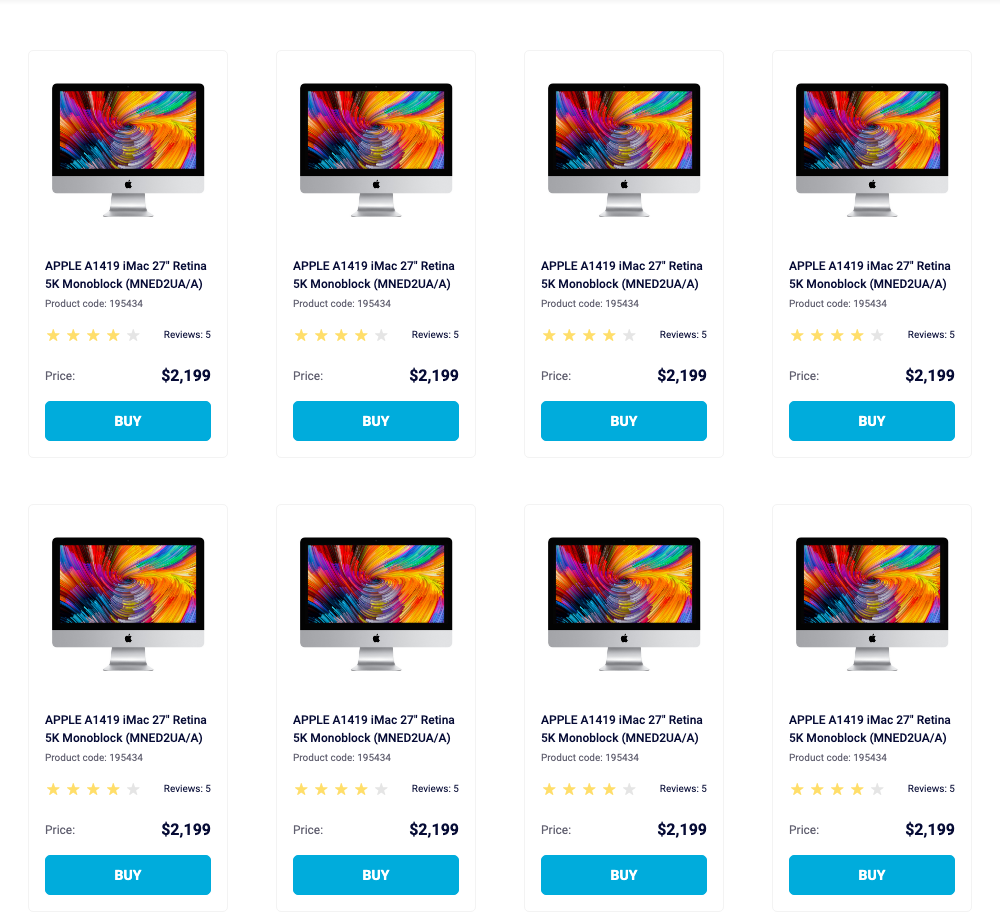 APPLE A1419 iMac 27" Retina
5K Monoblock (MNED2UA/A)
Product code: 195434
Reviews: 5
Price: $2,199
BUY
APPLE A1419 iMac 27" Retina
5K Monoblock (MNED2UA/A)
Product code: 195434
Reviews: 5
Price: $2,199
BUY
APPLE A1419 iMac 27" Retina
5K Monoblock (MNED2UA/A)
Product code: 195434
Reviews: 5
Price: $2,199
BUY
APPLE A1419 iMac 27" Retina
5K Monoblock (MNED2UA/A)
Product code: 195434
Reviews: 5
Price: $2,199
BUY
APPLE A1419 iMac 27" Retina
5K Monoblock (MNED2UA/A)
Product code: 195434
Reviews: 5
Price: $2,199
BUY
APPLE A1419 iMac 27" Retina
5K Monoblock (MNED2UA/A)
Product code: 195434
Reviews: 5
Price: $2,199
BUY
APPLE A1419 iMac 27" Retina
5K Monoblock (MNED2UA/A)
Product code: 195434
Reviews: 5
Price: $2,199
BUY
APPLE A1419 iMac 27" Retina
5K Monoblock (MNED2UA/A)
Product code: 195434
Reviews: 5
Price: $2,199
BUY